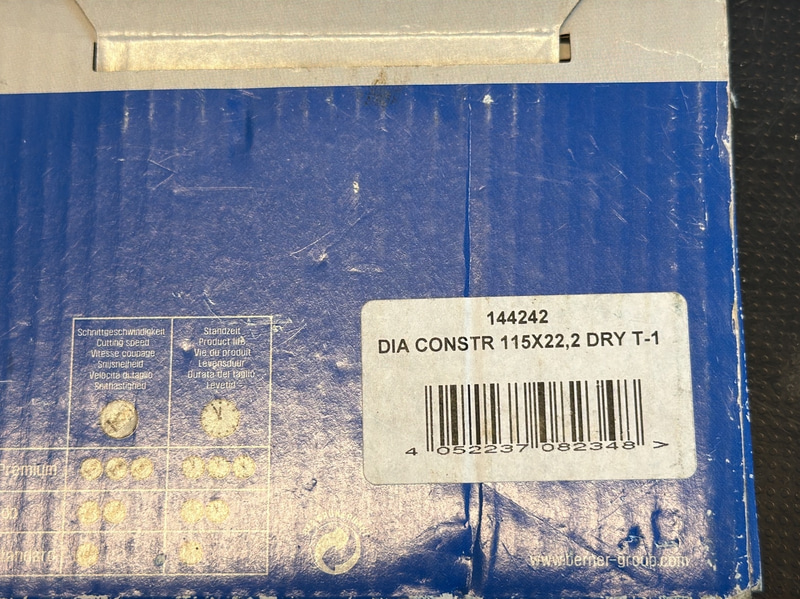 144242
DIA CONSTR 115X22,2 DRY T-1
4 052237 082348 >
Schnittgeschwindigkeit
Cutting speed
Vitesse coupage
Snijsnelheid
Velocità di taglio
Standzeit
Product life
Vie du produit
Levensduur
Durata del taglio
Levetid
Premium
www.berner-group.com